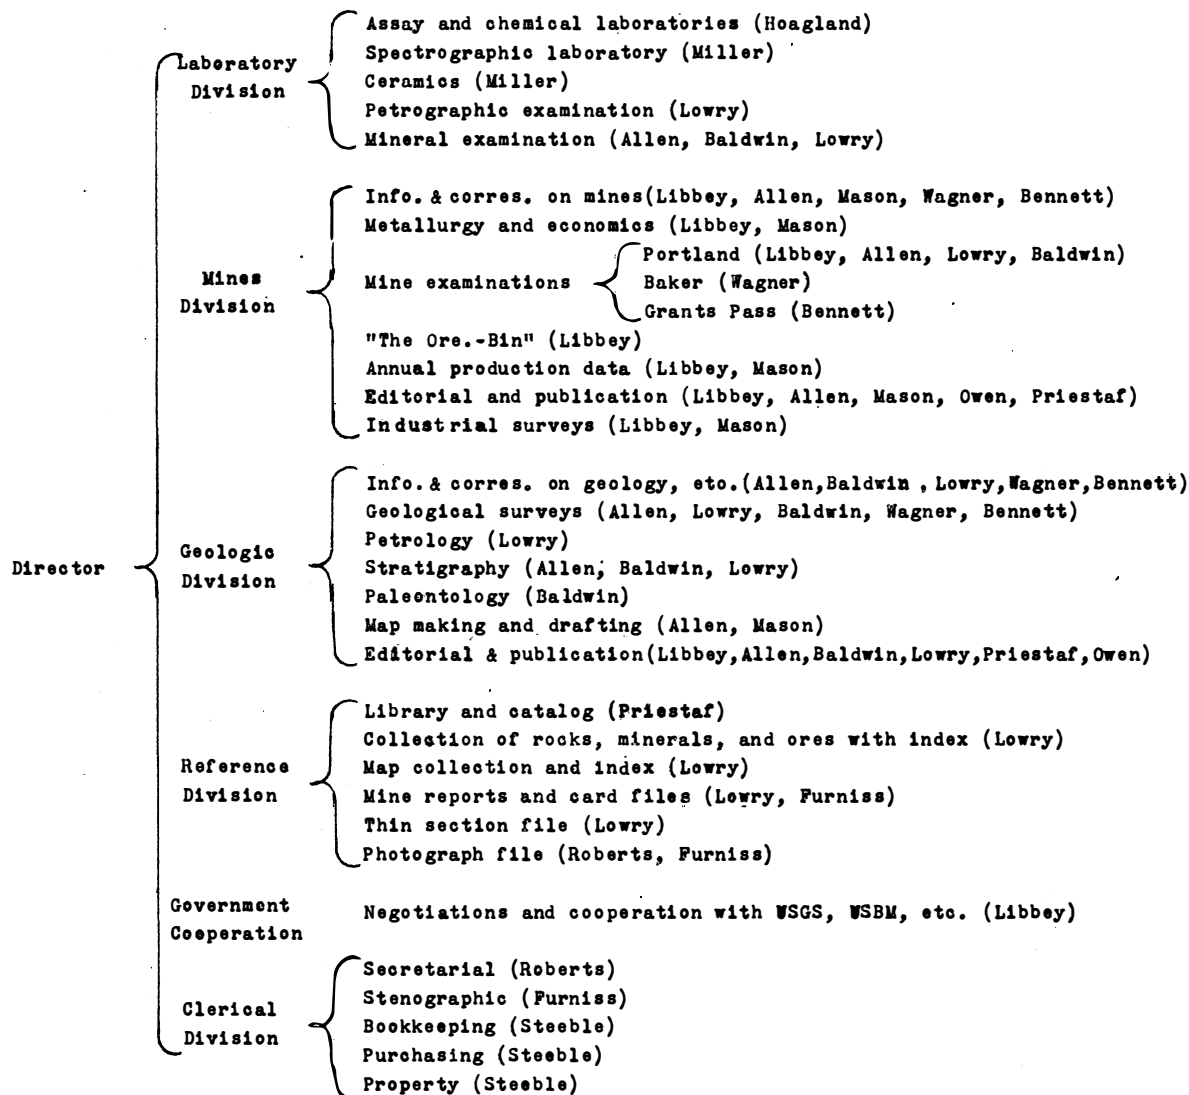 Assay and chemical laboratories (Hoagland)
Spectrographic laboratory (Miller)
Laboratory
Division
Ceramics (Miller)
Petrographic examination (Lowry)
Mineral examination (Allen, Baldwin, Lowry)
Info. & corres. on mines(Libbey, Allen, Mason, Wagner, Bennett)
Metallurgy and economics (Libbey, Mason)
Mines
Division
Mine examinations
Portland (Libbey, Allen, Lowry, Baldwin)
Baker (Wagner)
Grants Pass (Bennett)
"The Ore.-Bin" (Libbey)
Annual production data (Libbey, Mason)
Editorial and publication (Libbey, Allen, Mason, Owen, Priestaf)
Industrial surveys (Libbey, Mason)
Info. & corres. on geology, etc.(Allen,Baldwin , Lowry,Wagner,Bennett)
Geological surveys (Allen, Lowry, Baldwin, Wagner, Bennett)
Petrology (Lowry)
Director
Geologic
Division
Stratigraphy (Allen, Baldwin, Lowry)
Paleontology (Baldwin)
Map making and drafting (Allen, Mason)
Editorial & publication(Libbey,Allen,Baldwin,Lowry,Priestaf,Owen)
Library and catalog (Priestaf)
Collection of rocks, minerals, and ores with index (Lowry)
Reference
Division
Map collection and index (Lowry)
Mine reports and card files (Lowry, Furniss)
Thin section file (Lowry)
Photograph file (Roberts, Furniss)
Government
Cooperation
Negotiations and cooperation with USGS, USBM, etc. (Libbey)
Secretarial (Roberts)
Stenographic (Furniss)
Clerical
Division
Bookkeeping (Steeble)
Purchasing (Steeble)
Property (Steeble)